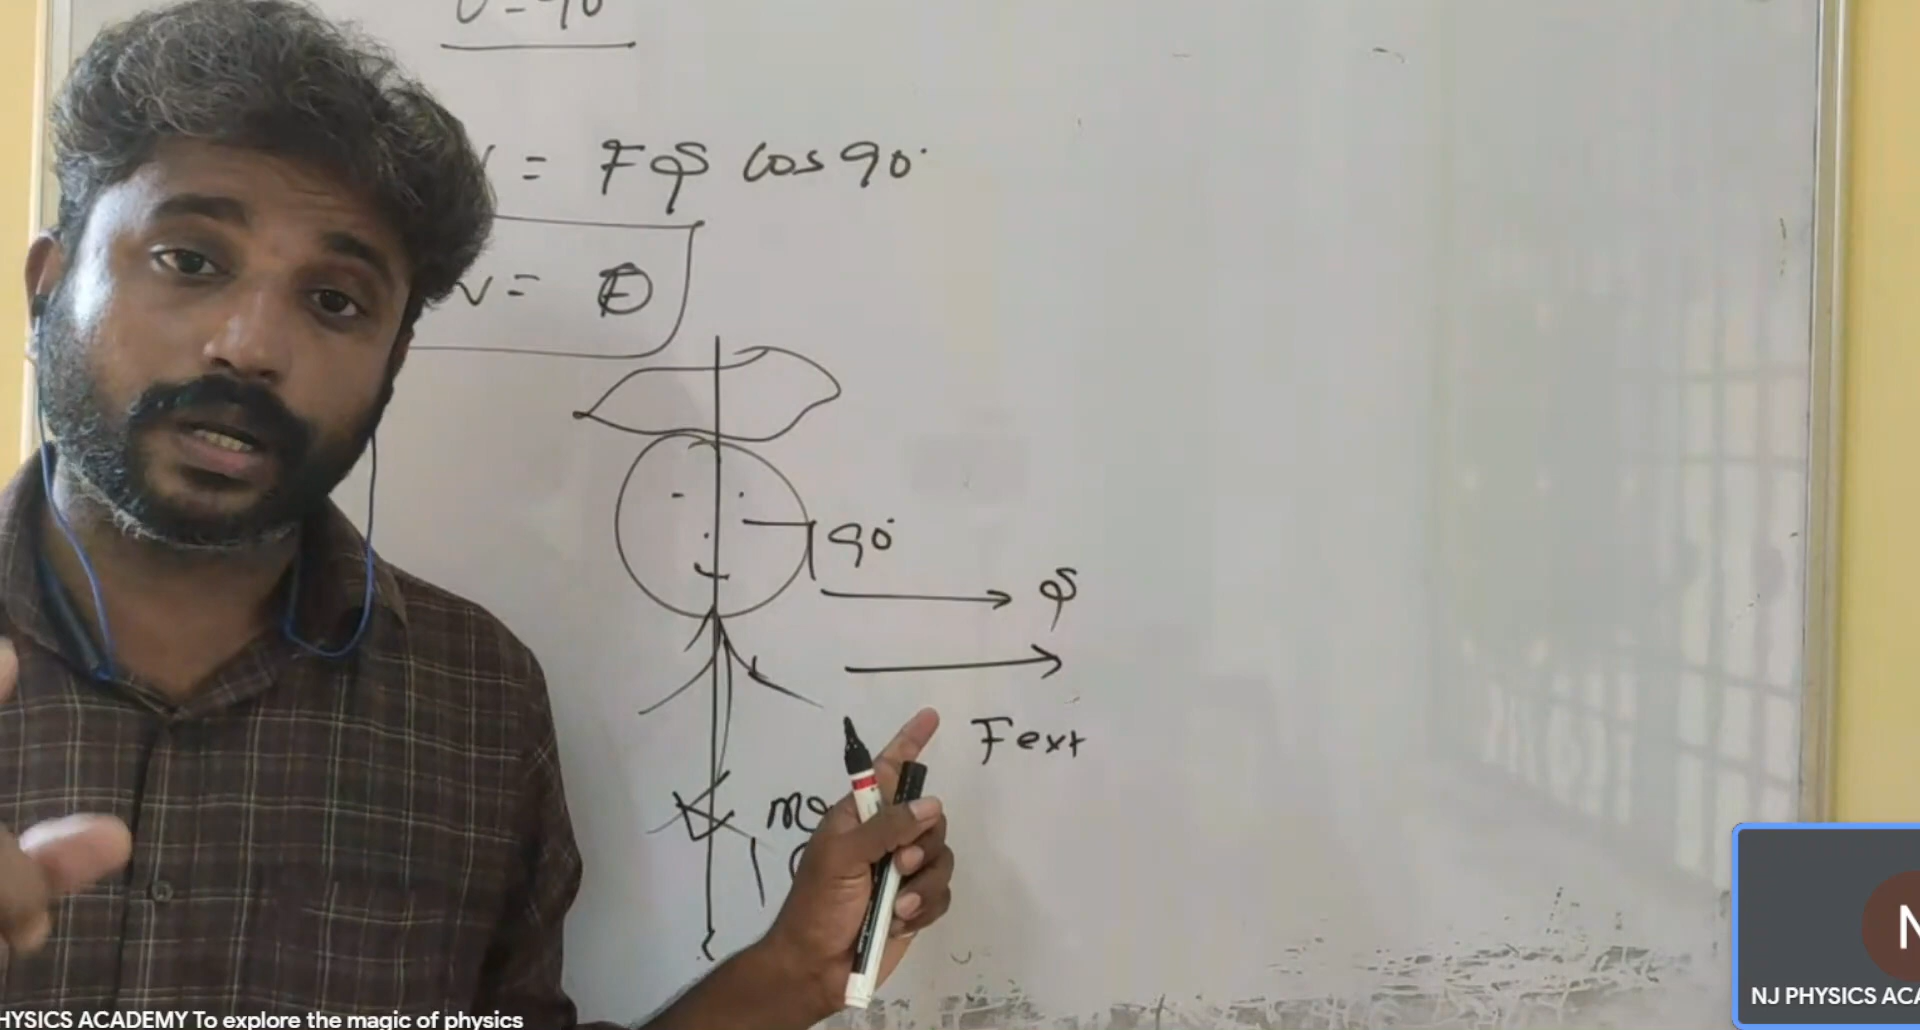 = FS cos 90°
W = 0
90°
S
Fext
PHYSICS ACADEMY To explore the magic of physics
N
NJ PHYSICS ACA